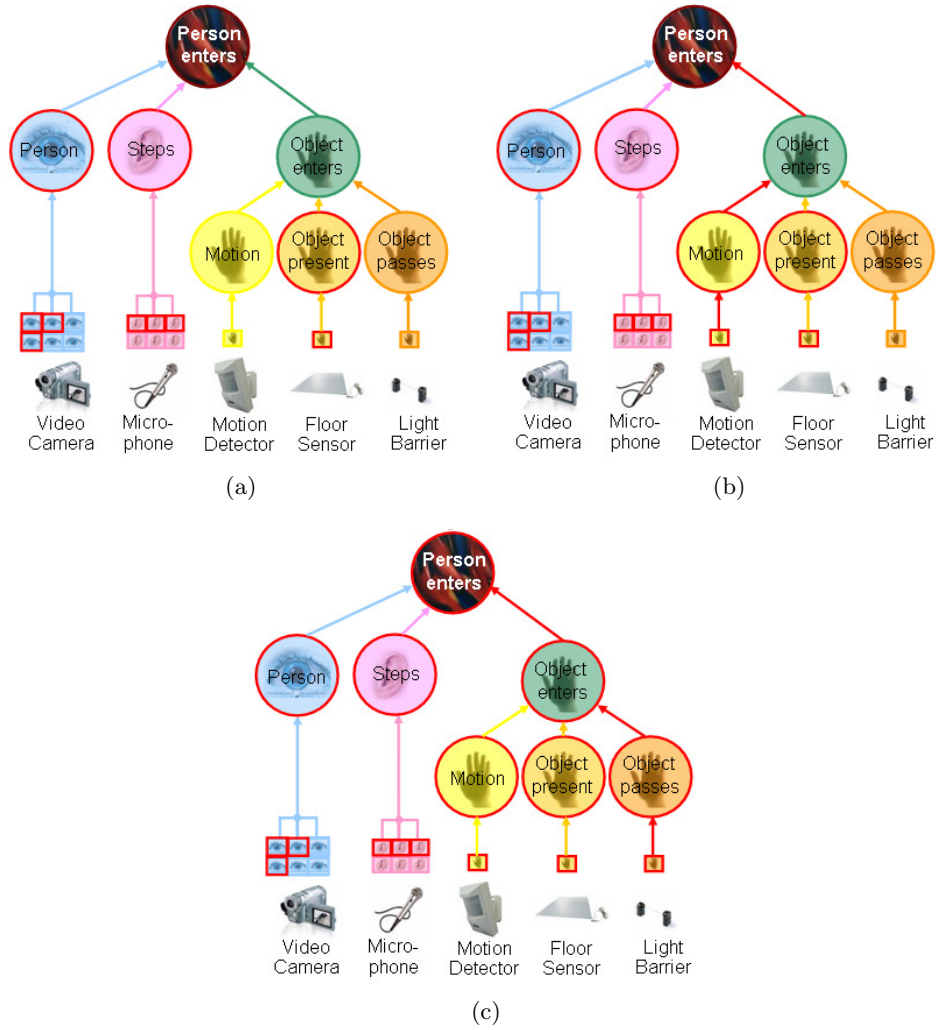 Person
enters
Person
Steps
Object
enters
Motion
Object
present
Object
passes
Video
Camera
Micro-
phone
Motion
Detector
Floor
Sensor
Light
Barrier
(a)
Person
enters
Person
Steps
Object
enters
Motion
Object
present
Object
passes
Video
Camera
Micro-
phone
Motion
Detector
Floor
Sensor
Light
Barrier
(b)
Person
enters
Person
Steps
Object
enters
Motion
Object
present
Object
passes
Video
Camera
Micro-
phone
Motion
Detector
Floor
Sensor
Light
Barrier
(c)